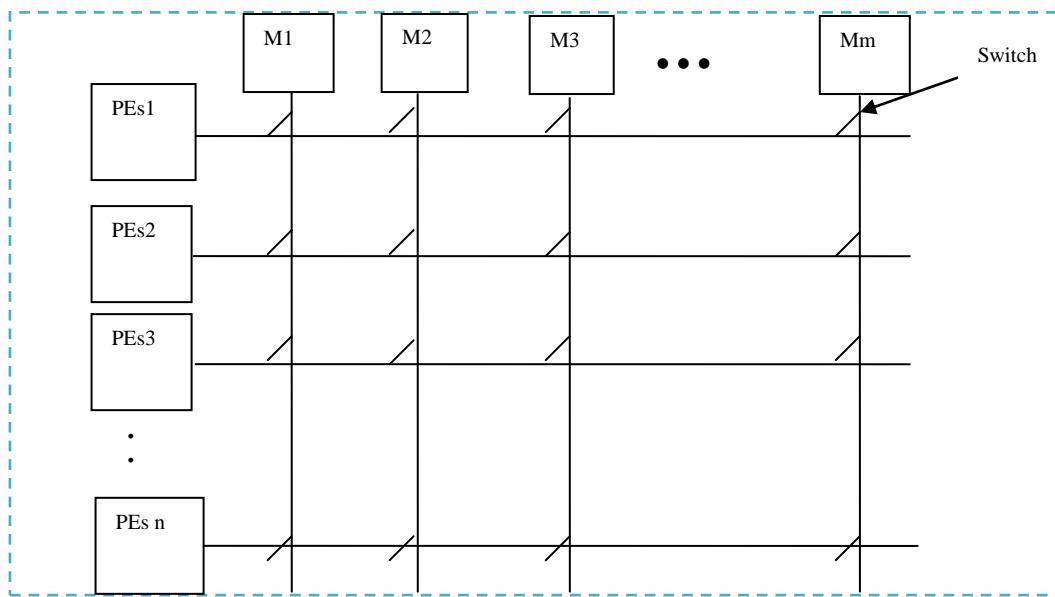 M1
M2
M3
•••
Mm
Switch
PEs1
PEs2
PEs3
PEs n